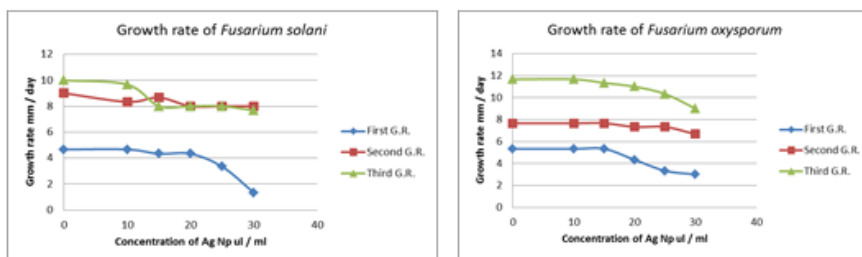 Growth rate of Fusarium solani
Growth rate mm / day
12
10
8
6
4
2
0
0 10 20 30 40
Concentration of Ag Np ul / ml
First G.R.
Second G.R.
Third G.R.
Growth rate of Fusarium oxysporum
Growth rate mm / day
14
12
10
8
6
4
2
0
0 10 20 30 40
Concentration of Ag Np ul / ml
First G.R.
Second G.R.
Third G.R.